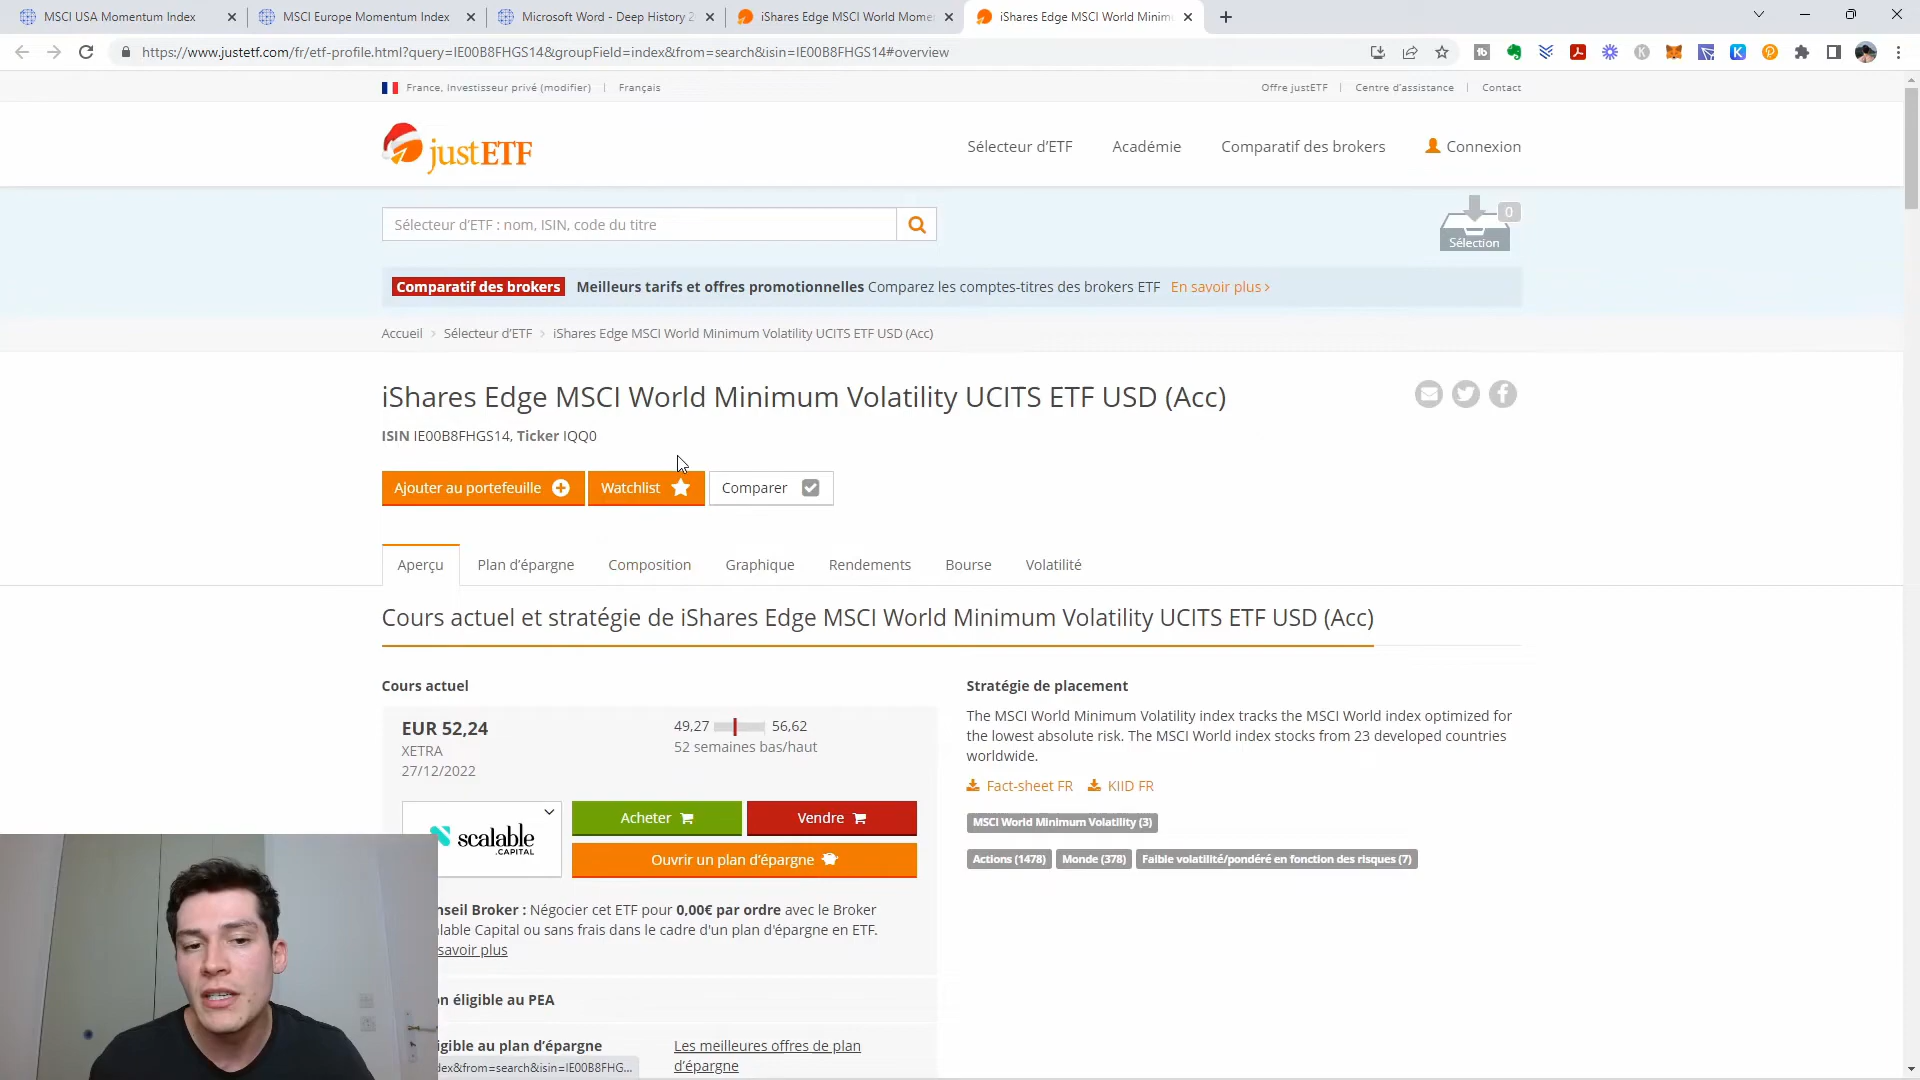 MSCI USA Momentum Index
MSCI Europe Momentum Index
Microsoft Word - Deep History 2
iShares Edge MSCI World Mome
iShares Edge MSCI World Minim
https://www.justetf.com/fr/etf-profile.html?query=IE00B8FHGS14&groupField=index&from=search&isin=IE00B8FHGS14#overview
France, Investisseur privé (modifier) | Français
Offre justETF | Centre d'assistance | Contact
justETF
Sélecteur d'ETF
Académie
Comparatif des brokers
Connexion
Sélecteur d'ETF : nom, ISIN, code du titre
0
Sélection
Comparatif des brokers Meilleurs tarifs et offres promotionnelles Comparez les comptes-titres des brokers ETF En savoir plus ›
Accueil › Sélecteur d'ETF › iShares Edge MSCI World Minimum Volatility UCITS ETF USD (Acc)
iShares Edge MSCI World Minimum Volatility UCITS ETF USD (Acc)
ISIN IE00B8FHGS14, Ticker IQQ0
Ajouter au portefeuille
Watchlist
Comparer
Aperçu
Plan d'épargne
Composition
Graphique
Rendements
Bourse
Volatilité
Cours actuel et stratégie de iShares Edge MSCI World Minimum Volatility UCITS ETF USD (Acc)
Cours actuel
EUR 52,24
XETRA
27/12/2022
49,27 56,62
52 semaines bas/haut
scalable
.CAPITAL
Acheter
Vendre
Ouvrir un plan d'épargne
nseil Broker : Négocier cet ETF pour 0,00€ par ordre avec le Broker
lable Capital ou sans frais dans le cadre d'un plan d'épargne en ETF.
savoir plus
n éligible au PEA
igible au plan d'épargne
Les meilleures offres de plan
d'épargne
dex&from=search&isin=IE00B8FHG...
Stratégie de placement
The MSCI World Minimum Volatility index tracks the MSCI World index optimized for
the lowest absolute risk. The MSCI World index stocks from 23 developed countries
worldwide.
Fact-sheet FR
KIID FR
MSCI World Minimum Volatility (3)
Actions (1478)
Monde (378)
Faible volatilité/pondéré en fonction des risques (7)